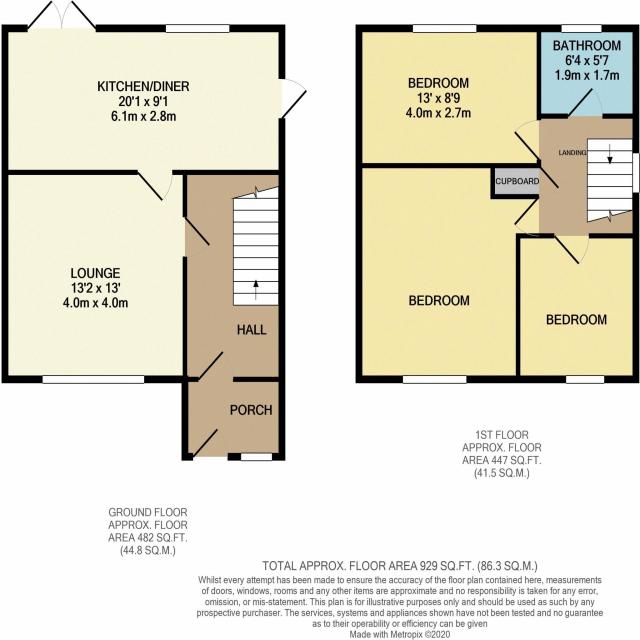 KITCHEN/DINER
20'1 x 9'1
6.1m x 2.8m
LOUNGE
13'2 x 13'
4.0m x 4.0m
HALL
PORCH
BEDROOM
13' x 8'9
4.0m x 2.7m
BATHROOM
6'4 x 5'7
1.9m x 1.7m
LANDING
CUPBOARD
BEDROOM
BEDROOM
1ST FLOOR
APPROX. FLOOR
AREA 447 SQ.FT.
(41.5 SQ.M.)
GROUND FLOOR
APPROX. FLOOR
AREA 482 SQ.FT.
(44.8 SQ.M.)
TOTAL APPROX. FLOOR AREA 929 SQ.FT. (86.3 SQ.M.)
Whilst every attempt has been made to ensure the accuracy of the floor plan contained here, measurements
of doors, windows, rooms and any other items are approximate and no responsibility is taken for any error,
omission, or mis-statement. This plan is for illustrative purposes only and should be used as such by any
prospective purchaser. The services, systems and appliances shown have not been tested and no guarantee
as to their operability or efficiency can be given
Made with Metropix ©2020